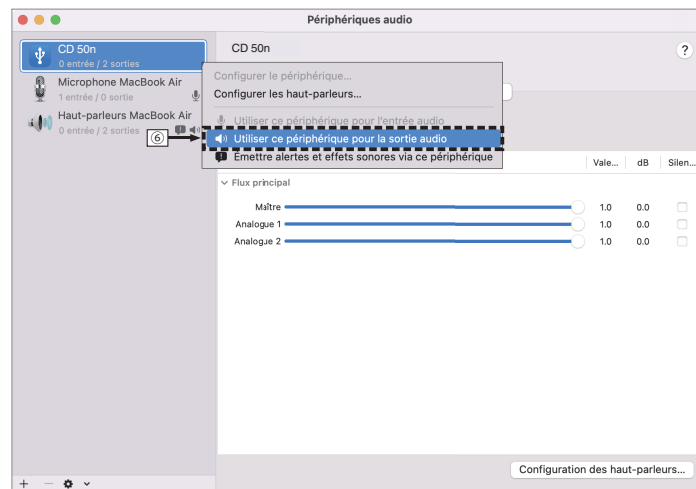 Périphériques audio
CD 50n
0 entrée / 2 sorties
Microphone MacBook Air
1 entrée / 0 sortie
Haut-parleurs MacBook Air
0 entrée / 2 sorties
⑥
CD 50n
?
Configurer le périphérique...
Configurer les haut-parleurs...
Utiliser ce périphérique pour l'entrée audio
Utiliser ce périphérique pour la sortie audio
Émettre alertes et effets sonores via ce périphérique
Vale... dB Silen...
Flux principal
Maître 1.0 0.0
Analogue 1 1.0 0.0
Analogue 2 1.0 0.0
Configuration des haut-parleurs...